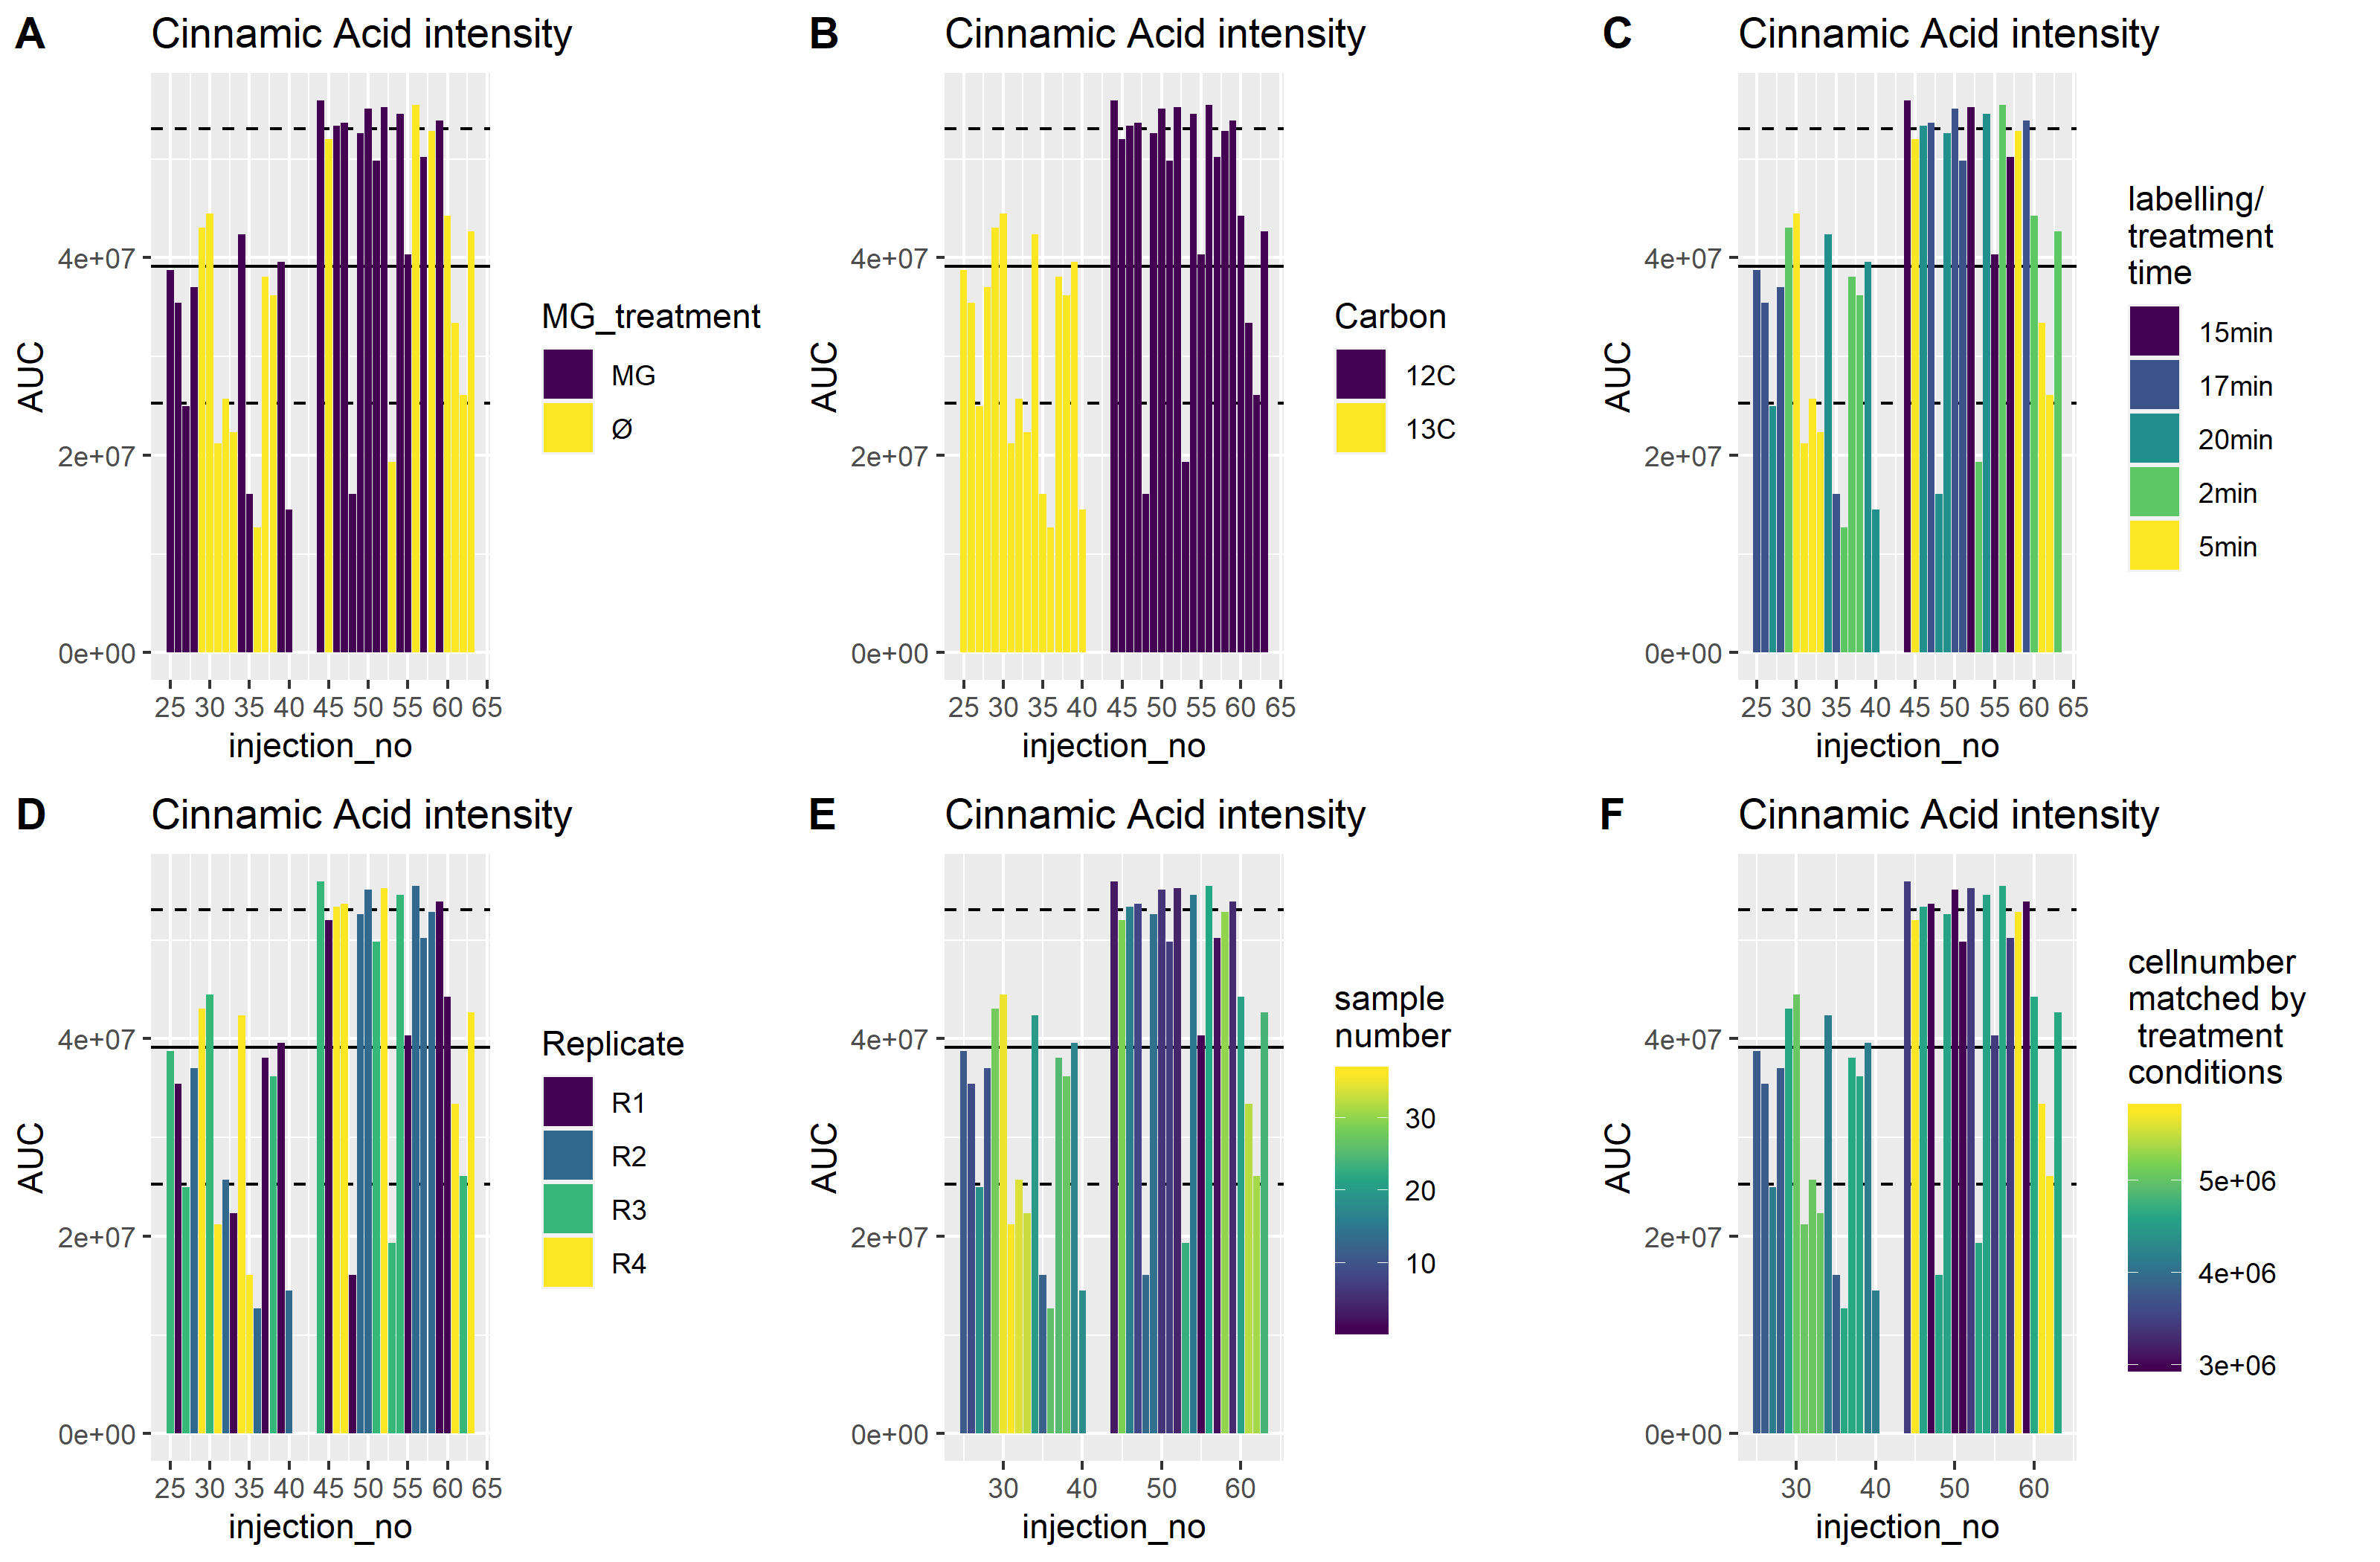 A
Cinnamic Acid intensity
AUC
4e+07
2e+07
0e+00
25 30 35 40 45 50 55 60 65
injection_no
MG_treatment
MG
Ø
B
Cinnamic Acid intensity
AUC
4e+07
2e+07
0e+00
25 30 35 40 45 50 55 60 65
injection_no
Carbon
12C
13C
C
Cinnamic Acid intensity
AUC
4e+07
2e+07
0e+00
25 30 35 40 45 50 55 60 65
injection_no
labelling/
treatment
time
15min
17min
20min
2min
5min
D
Cinnamic Acid intensity
AUC
4e+07
2e+07
0e+00
25 30 35 40 45 50 55 60 65
injection_no
Replicate
R1
R2
R3
R4
E
Cinnamic Acid intensity
AUC
4e+07
2e+07
0e+00
30 40 50 60
injection_no
sample
number
30
20
10
F
Cinnamic Acid intensity
AUC
4e+07
2e+07
0e+00
30 40 50 60
injection_no
cellnumber
matched by
treatment
conditions
5e+06
4e+06
3e+06